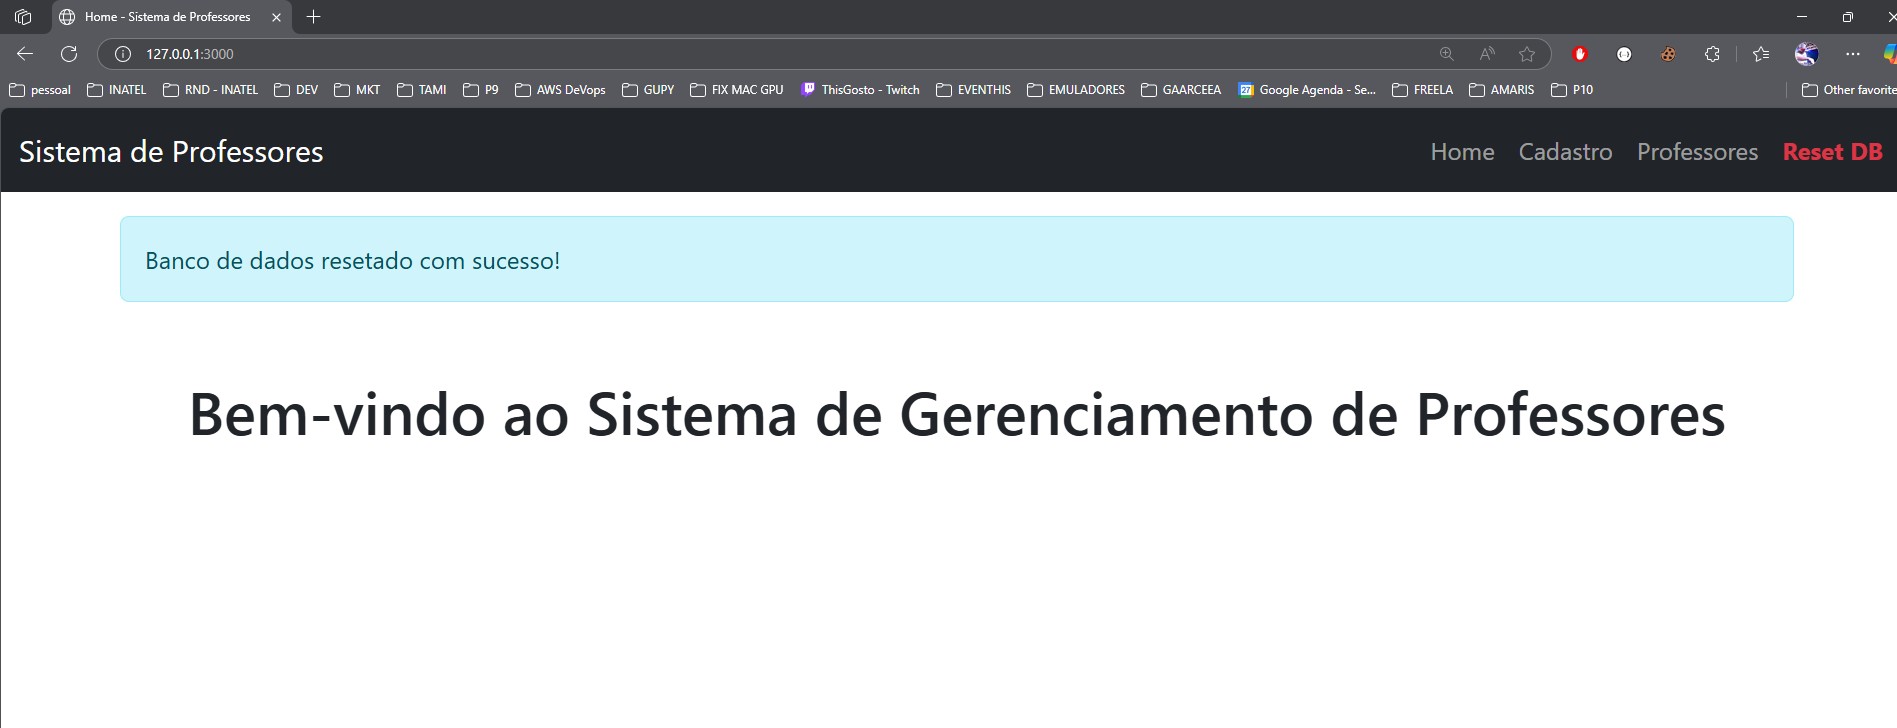 Home - Sistema de Professores
127.0.0.1:3000
pessoal INATEL RND - INATEL DEV MKT TAMI P9 AWS DevOps GUPY FIX MAC GPU ThisGosto - Twitch EVENTHIS EMULADORES GAARCEEA 27 Google Agenda - Se... FREELA AMARIS P10 Other favorite
Sistema de Professores Home Cadastro Professores Reset DB
Banco de dados resetado com sucesso!
Bem-vindo ao Sistema de Gerenciamento de Professores